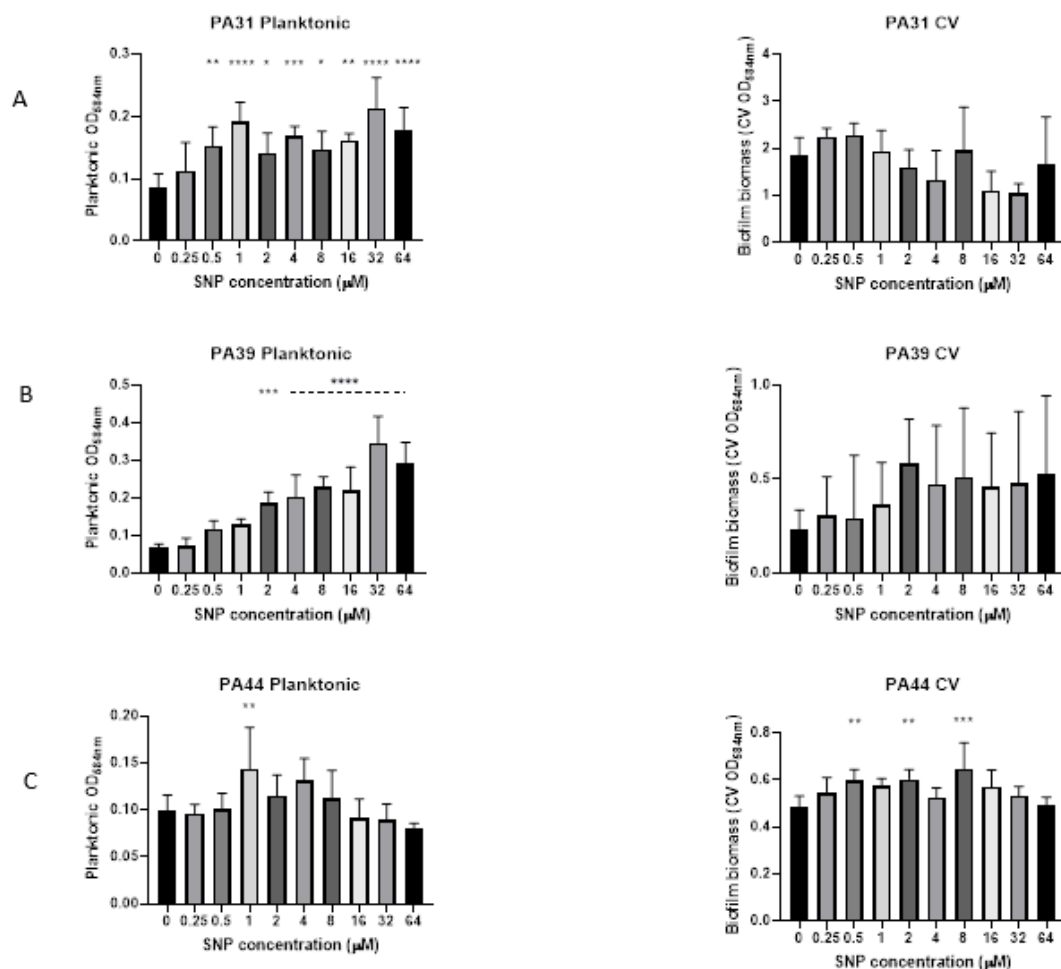 PA31 Planktonic
PA31 CV
A
Planktonic OD584nm
0.3
0.2
0.1
0.0
** **** * *** * ** **** ****
0 0.25 0.5 1 2 4 8 16 32 64
SNP concentration (µM)
Biofilm biomass (CV OD584nm)
4
3
2
1
0
0 0.25 0.5 1 2 4 8 16 32 64
SNP concentration (µM)
PA39 Planktonic
PA39 CV
B
Planktonic OD584nm
0.5
0.4
0.3
0.2
0.1
0.0
*** ****
0 0.25 0.5 1 2 4 8 16 32 64
SNP concentration (µM)
Biofilm biomass (CV OD584nm)
1.0
0.5
0.0
0 0.25 0.5 1 2 4 8 16 32 64
SNP concentration (µM)
PA44 Planktonic
PA44 CV
C
Planktonic OD584nm
0.20
0.15
0.10
0.05
0.00
**
0 0.25 0.5 1 2 4 8 16 32 64
SNP concentration (µM)
Biofilm biomass (CV OD584nm)
0.8
0.6
0.4
0.2
0.0
** ** ***
0 0.25 0.5 1 2 4 8 16 32 64
SNP concentration (µM)